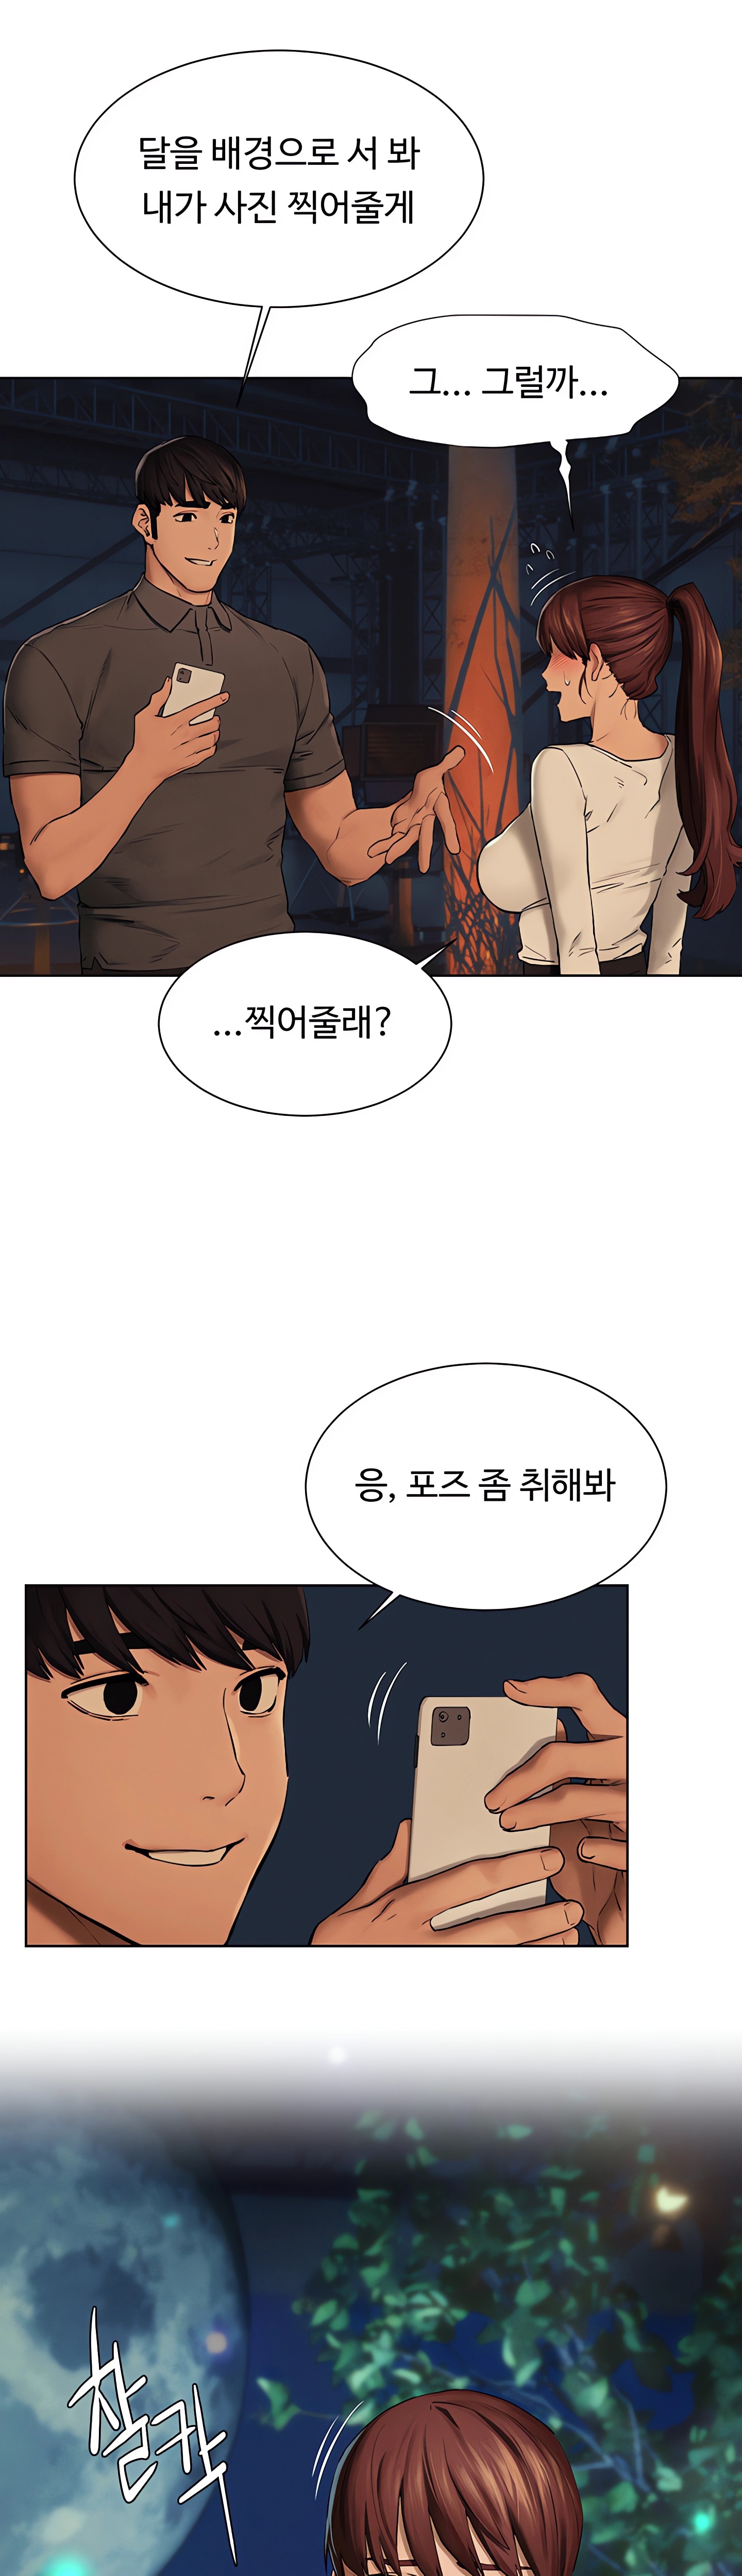 달을 배경으로 서 봐
내가 사진 찍어줄게
그... 그럴까...
...찍어줄래?
응, 포즈 좀 취해봐
찰칵